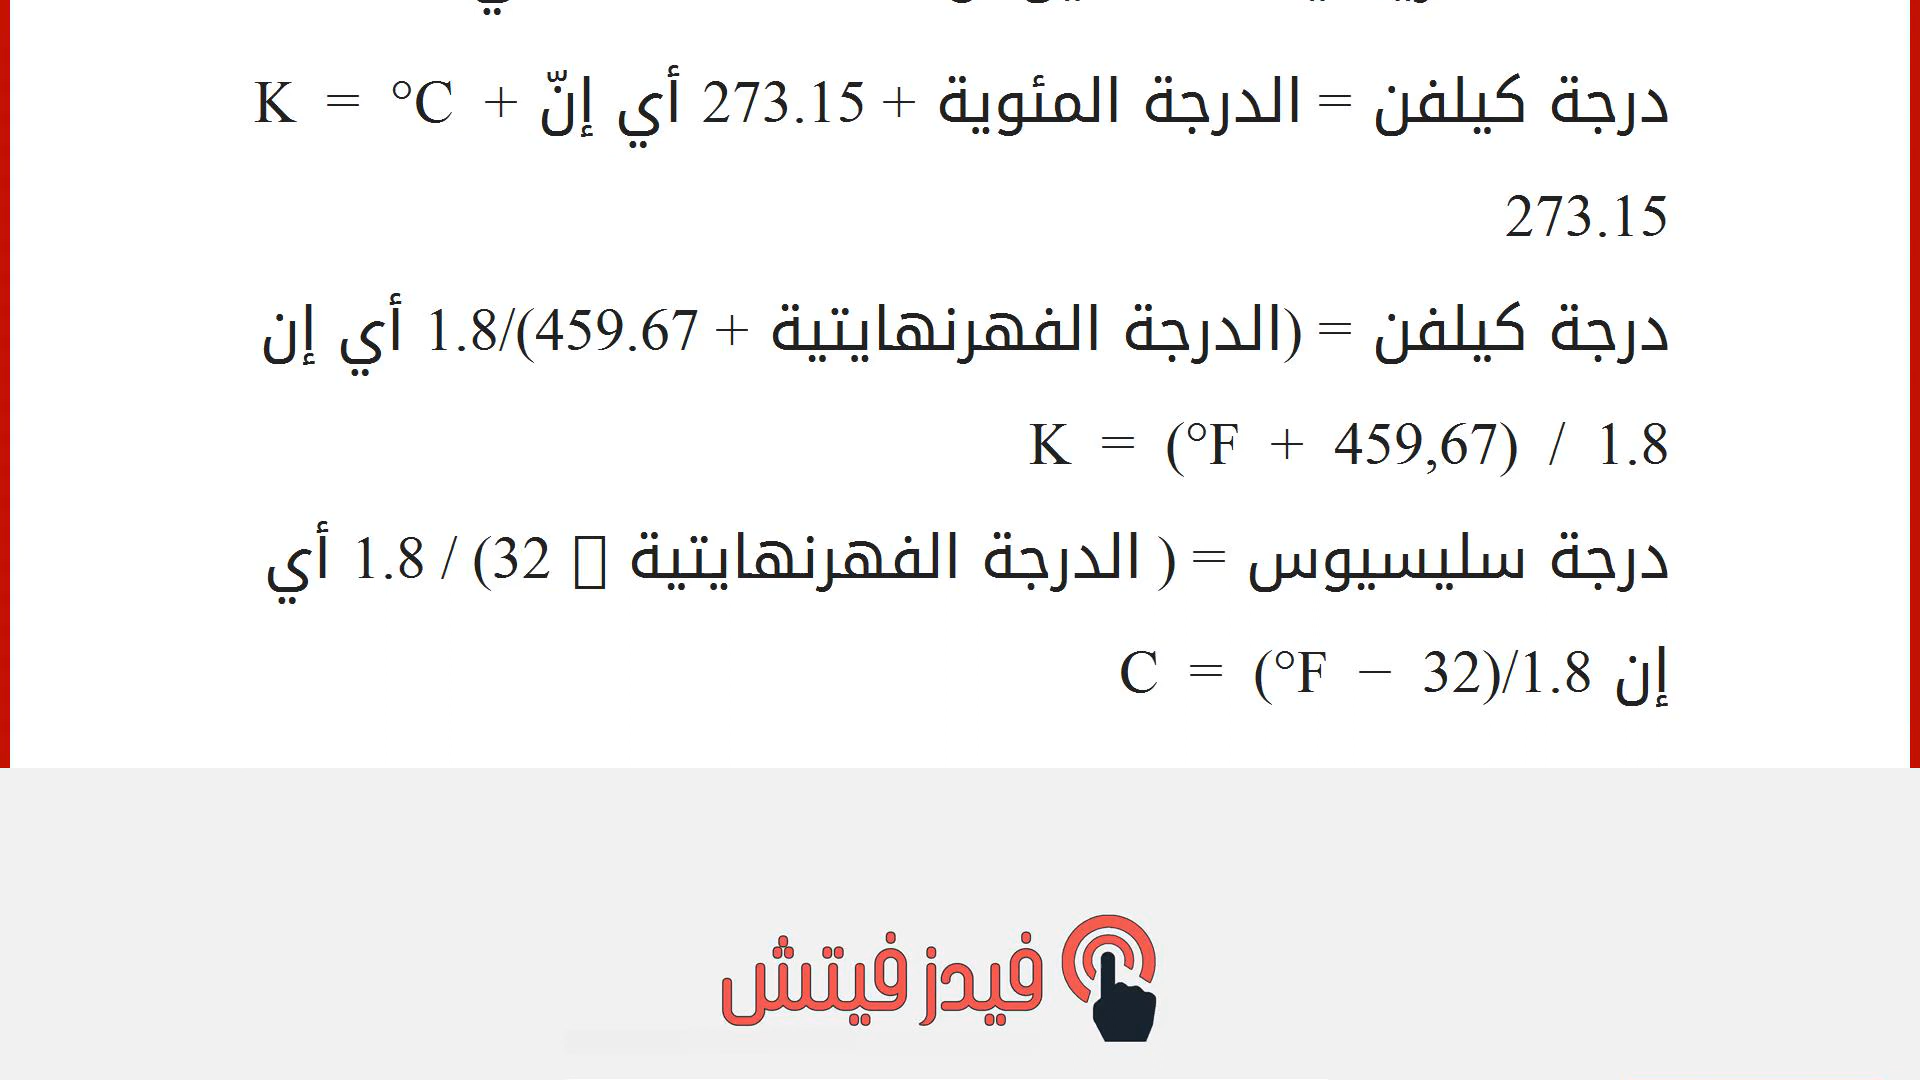 درجة كيلفن = الدرجة المئوية + 273.15 أي إنّ K = °C +
273.15
درجة كيلفن = (الدرجة الفهرنهايتية + 459.67)/1.8 أي إن
K = (°F + 459,67) / 1.8
درجة سليسيوس = ( الدرجة الفهرنهايتية 32) / 1.8 أي
إن C = (°F − 32)/1.8
فيدز فيتش